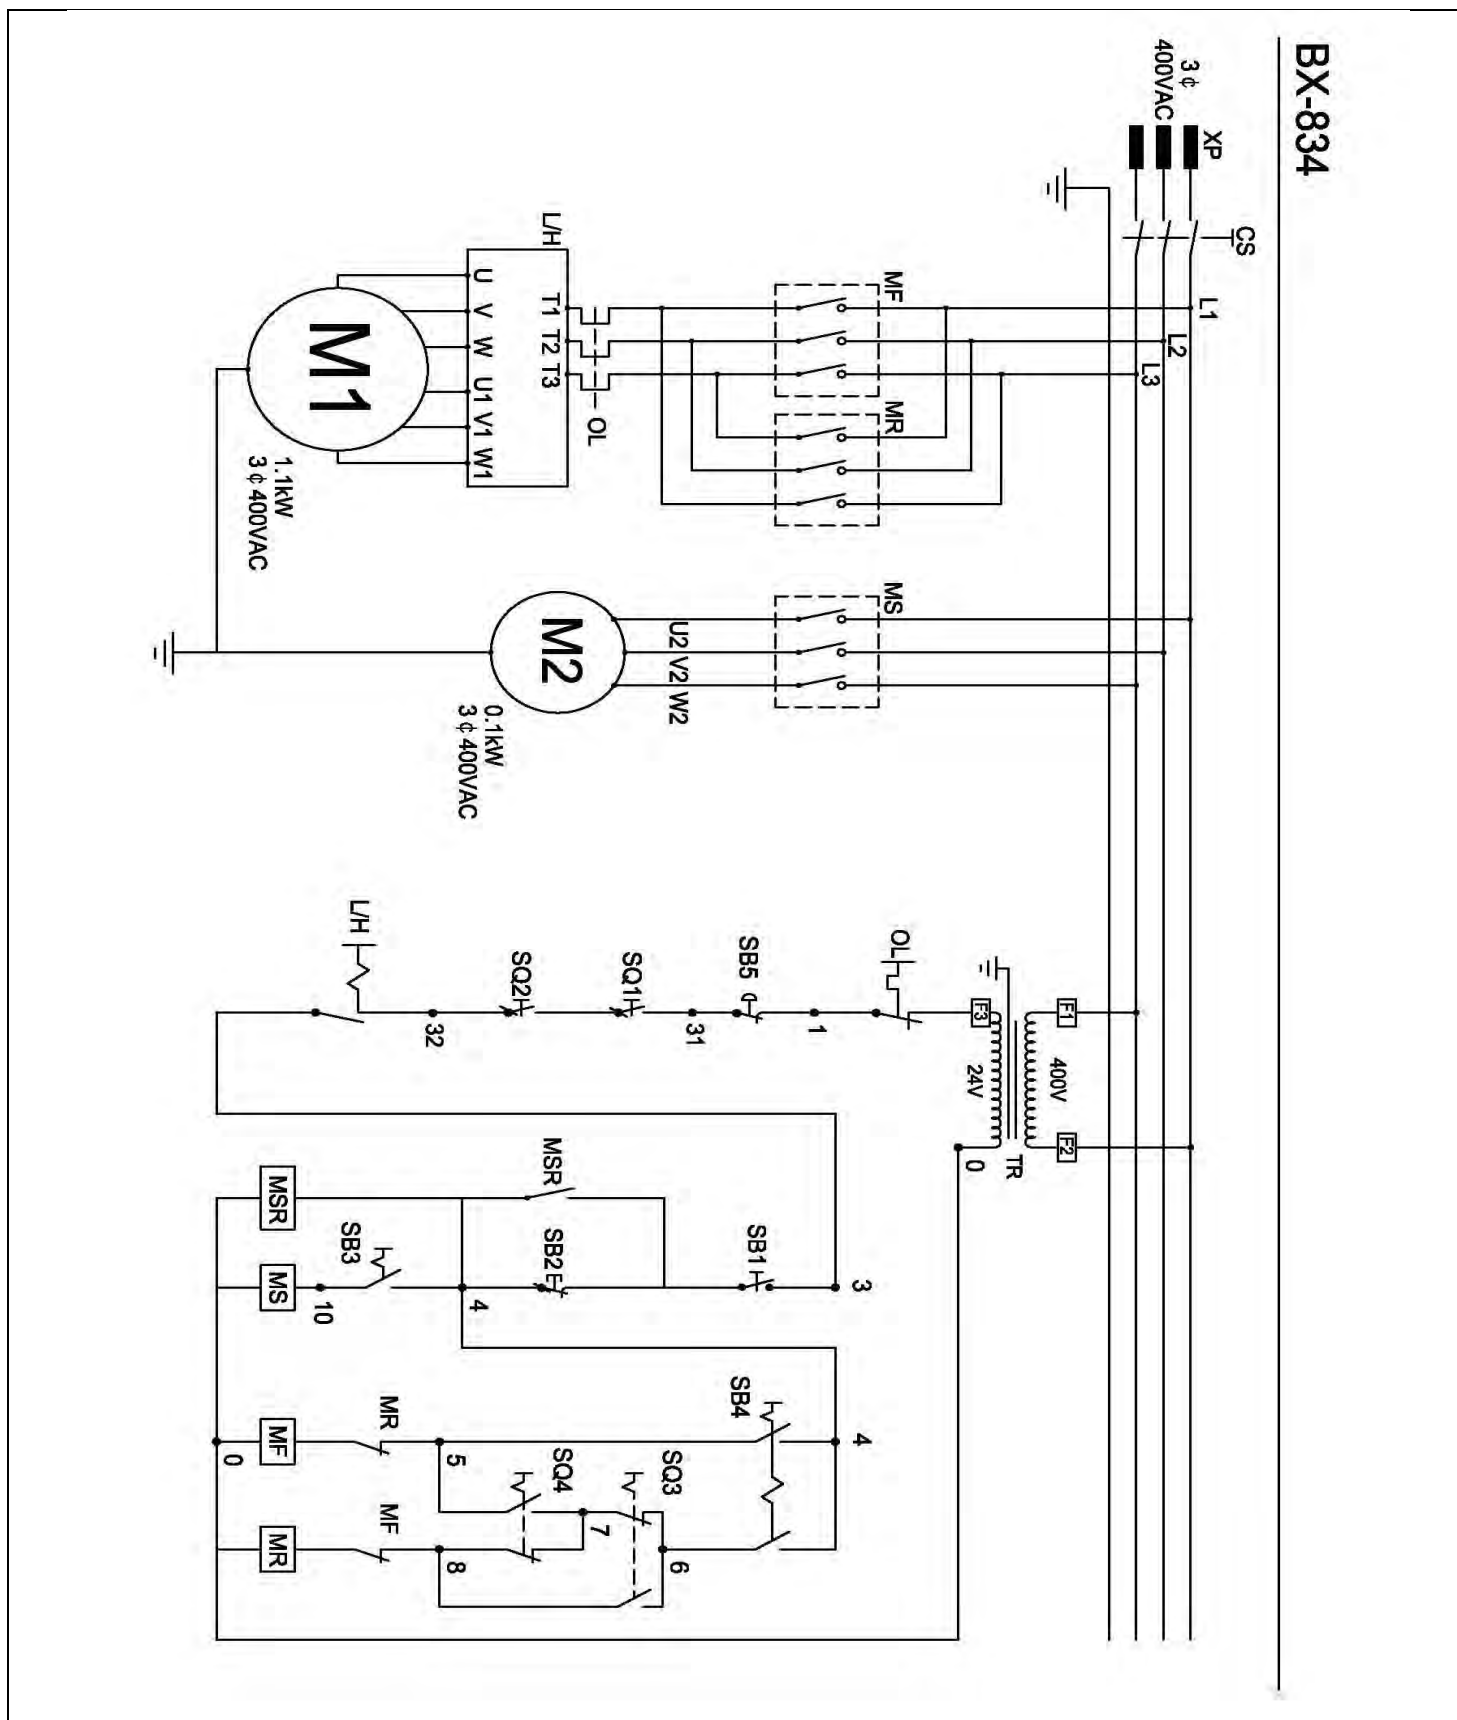 BX-834
3 ¢
400VAC
XP
CS
L1
L2
L3
MF
MR
L/H
T1
T2
T3
OL
U
V
W
U1
V1
W1
M1
1.1kW
3 ¢ 400VAC
MS
U2 V2 W2
M2
0.1kW
3 ¢ 400VAC
F1
F2
400V
TR
F3
24V
0
OL
1
SB5
31
SQ1
SQ2
32
L/H
3
SB1
MSR
SB2
4
SB3
10
MSR
MS
4
SB4
SQ3
6
7
SQ4
5
8
MR
MF
0
MF
MR